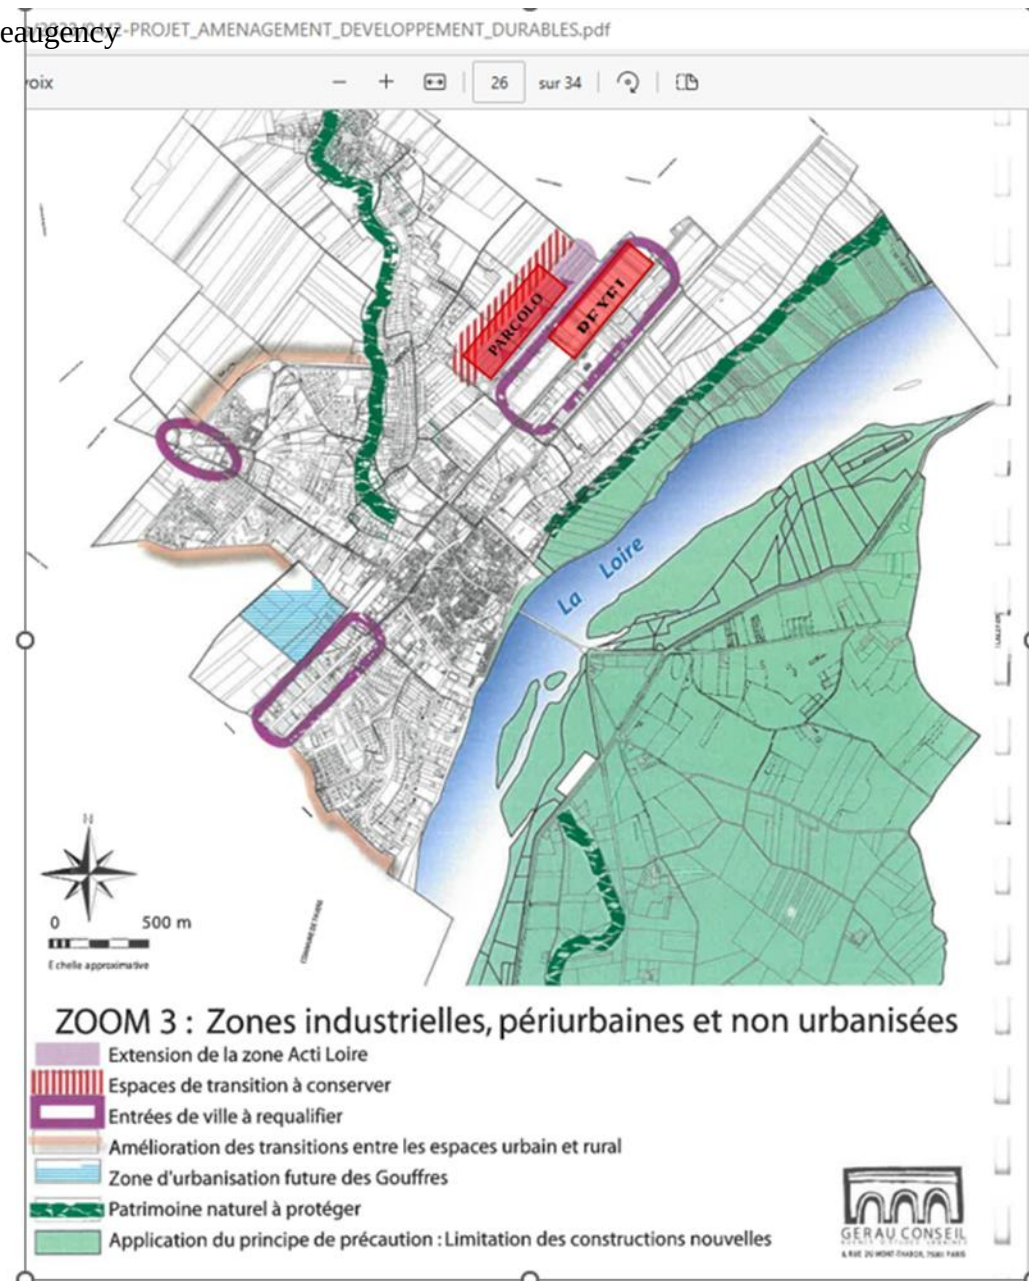 eaugency
2-PROJET_AMENAGEMENT_DEVELOPPEMENT_DURABLES.pdf
roix
26
sur 34
PARCOLO
La Loire
N
0 500 m
Echelle approximative
ZOOM 3 : Zones industrielles, périurbaines et non urbanisées
Extension de la zone Acti Loire
Espaces de transition à conserver
Entrées de ville à requalifier
Amélioration des transitions entre les espaces urbain et rural
Zone d'urbanisation future des Gouffres
Patrimoine naturel à protéger
Application du principe de précaution : Limitation des constructions nouvelles
GERAU CONSEIL